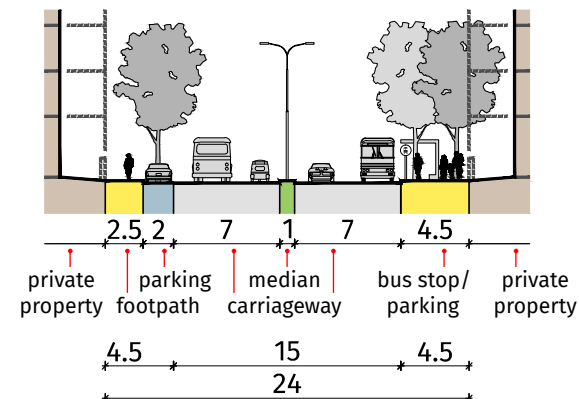 2.5 2 7 1 7 4.5
private parking median bus stop/ private
property footpath carriageway parking property
4.5 15 4.5
24